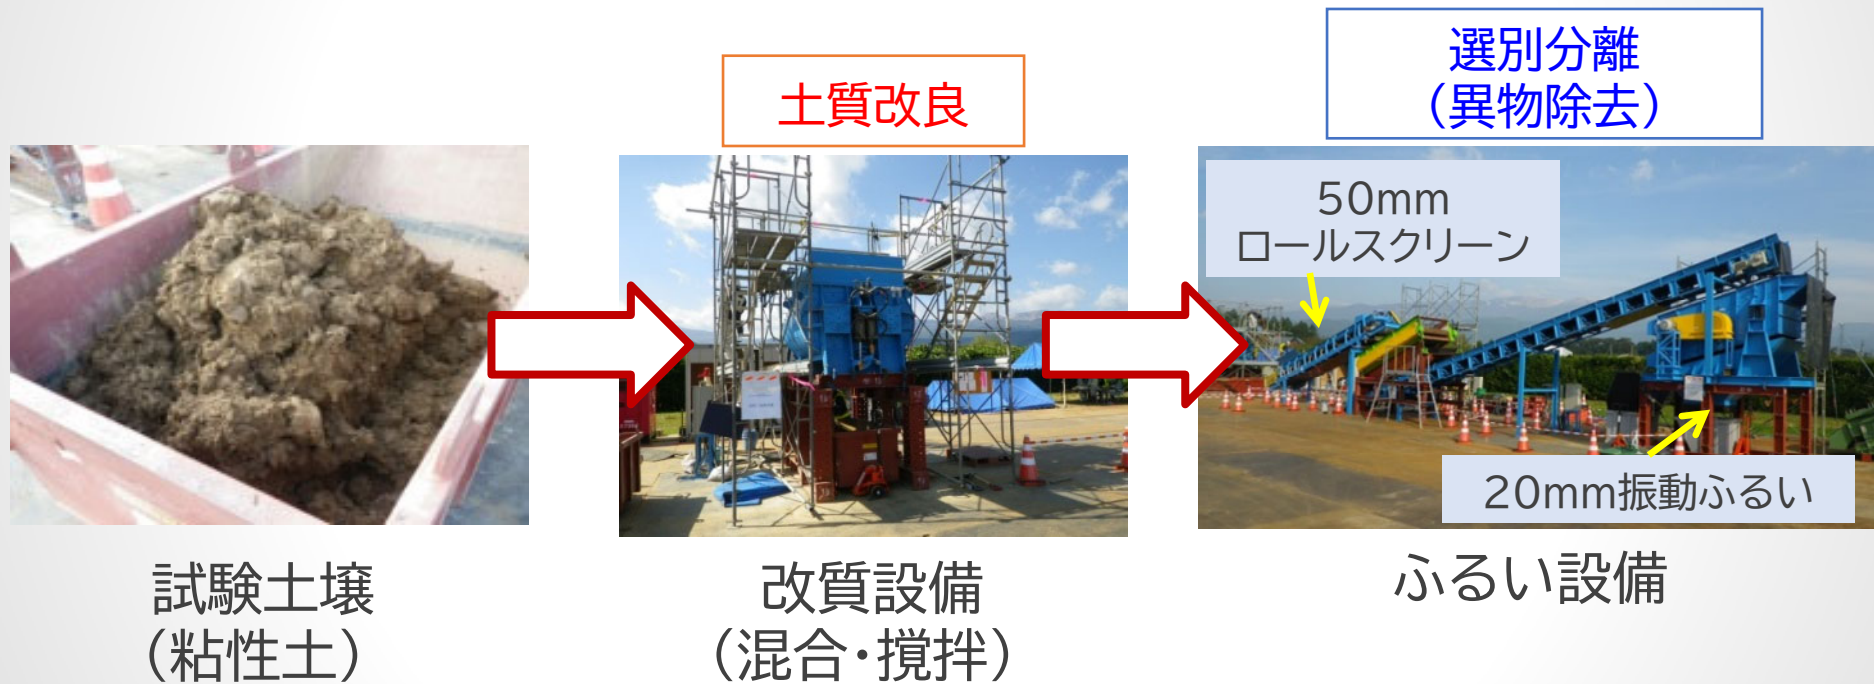 土質改良
選別分離
（異物除去）
50mm
ロールスクリーン
20mm振動ふるい
試験土壌
（粘性土）
改質設備
（混合・撹拌）
ふるい設備